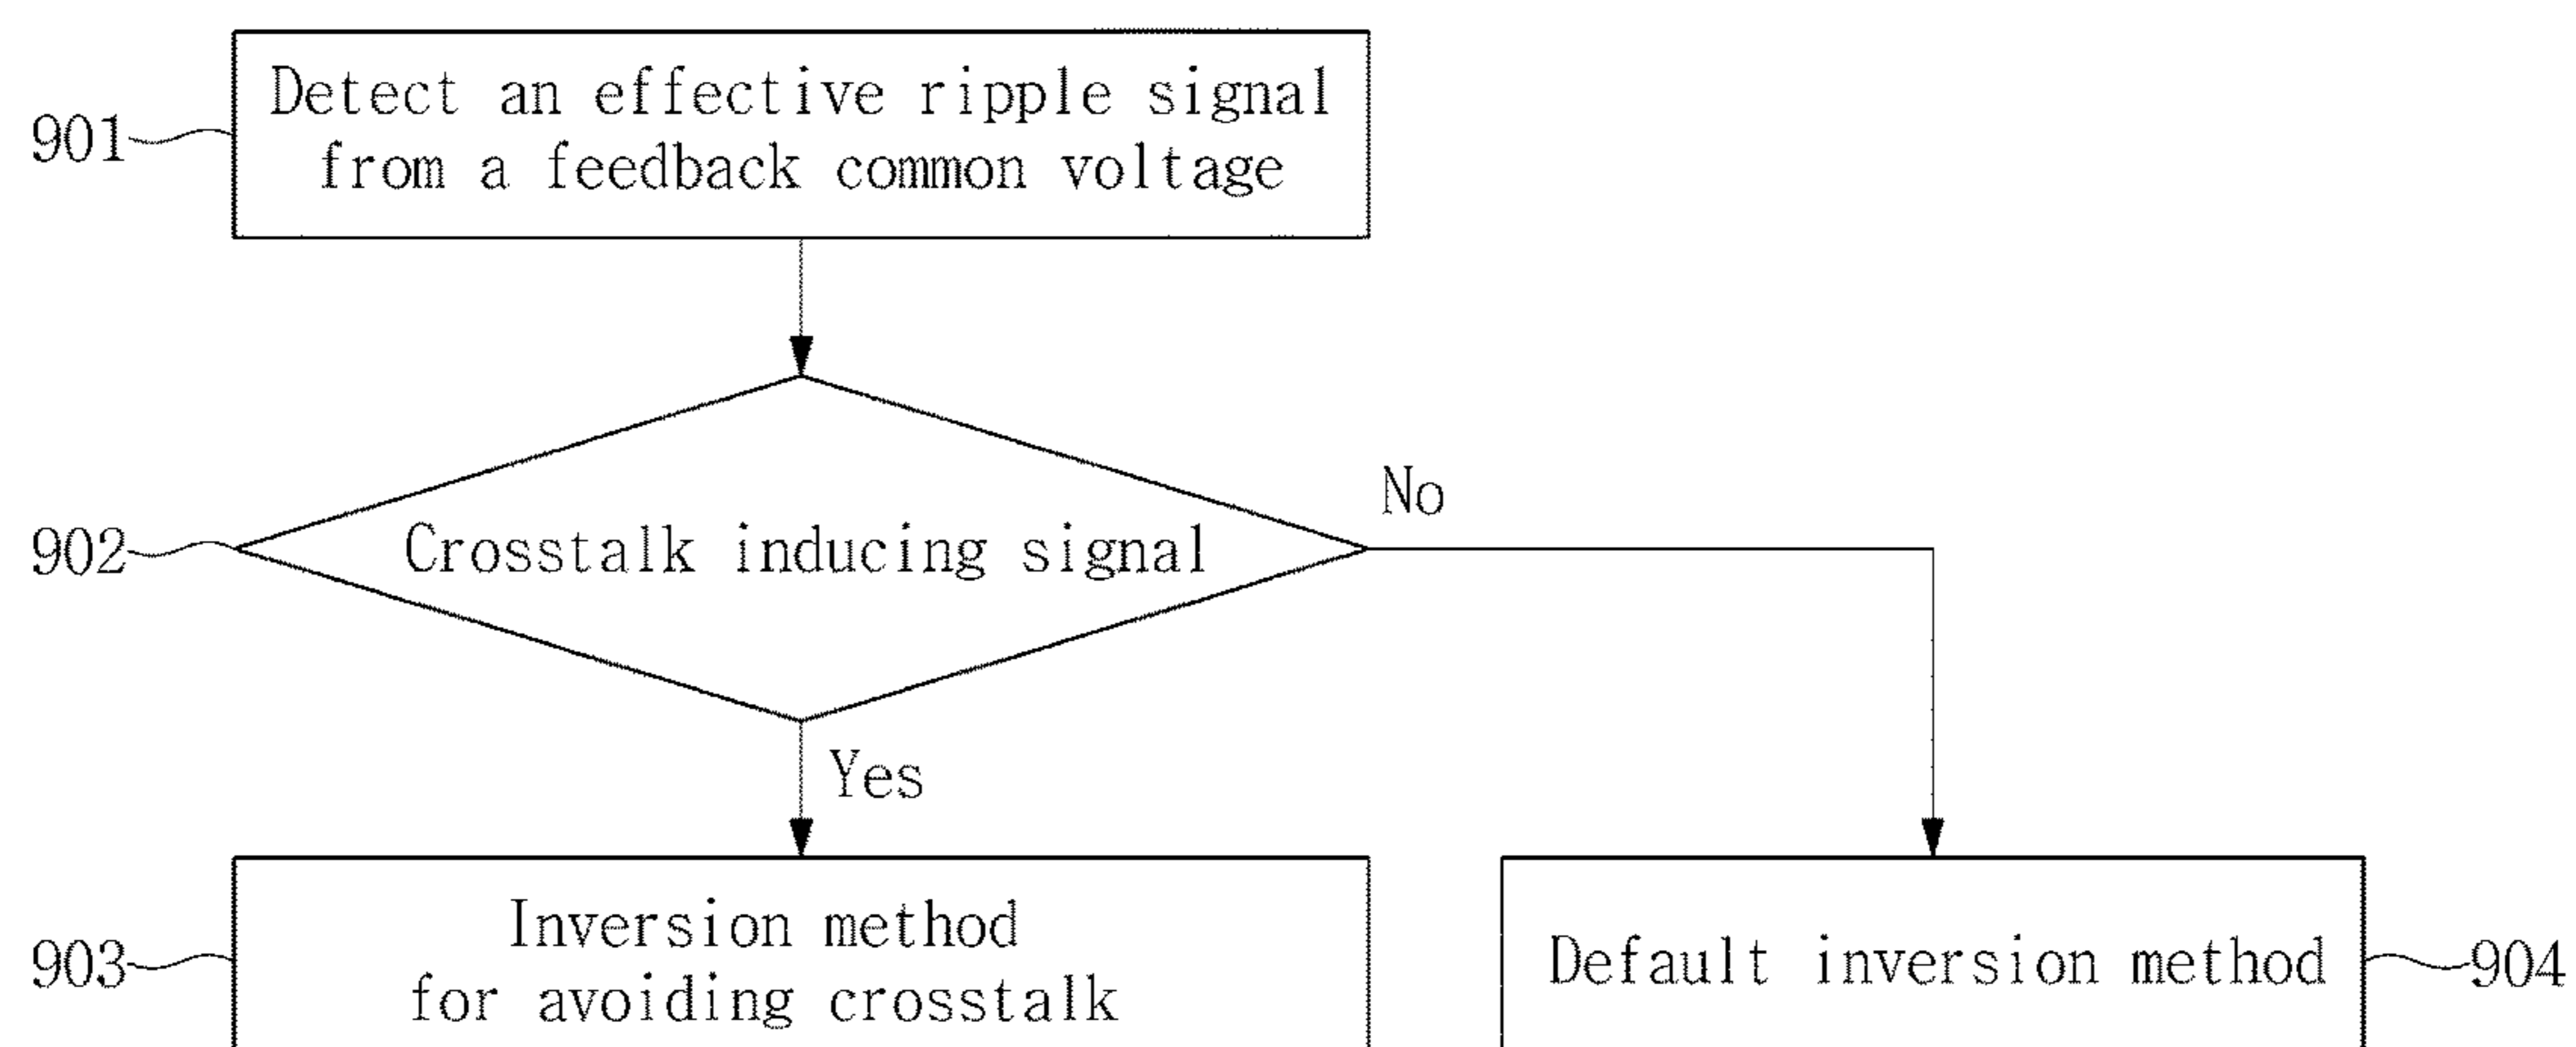 901
Detect an effective ripple signal
from a feedback common voltage
902
Crosstalk inducing signal
No
Yes
903
Inversion method
for avoiding crosstalk
Default inversion method
904